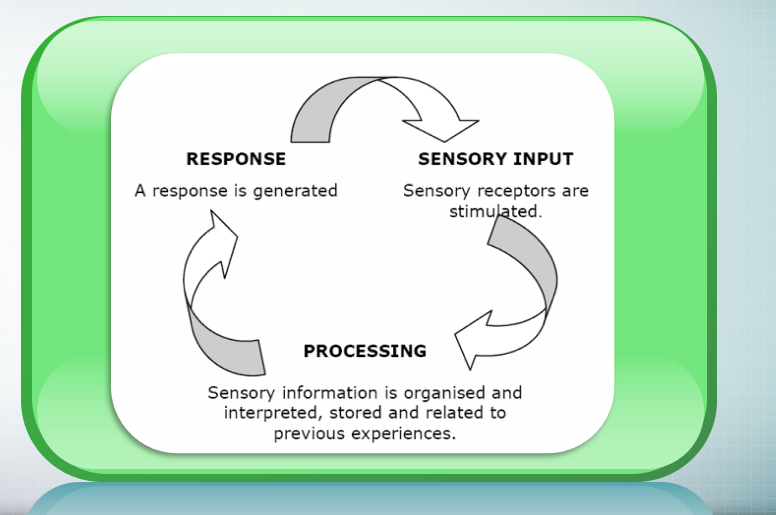 RESPONSE
A response is generated
SENSORY INPUT
Sensory receptors are
stimulated.
PROCESSING
Sensory information is organised and
interpreted, stored and related to
previous experiences.